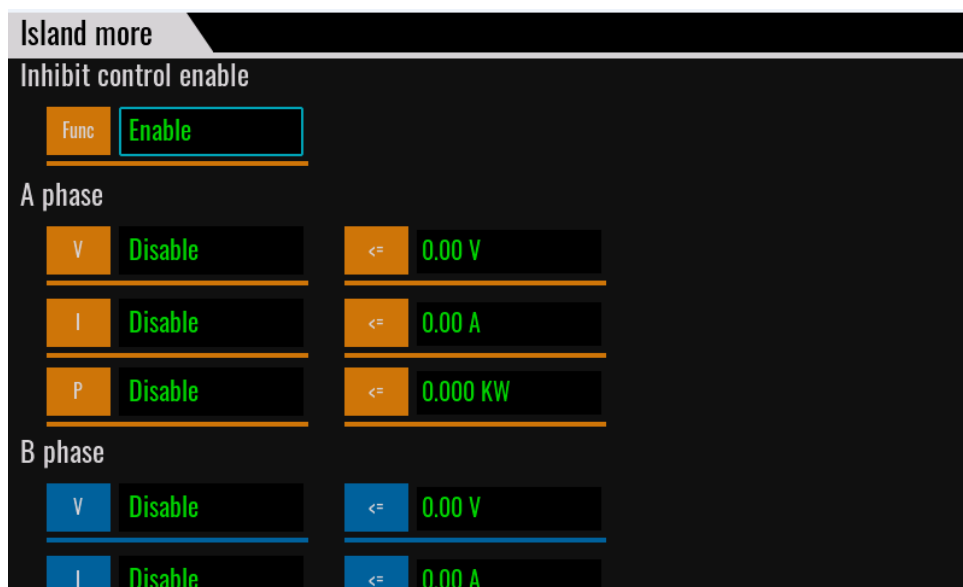 Island more
Inhibit control enable
Func Enable
A phase
V Disable <= 0.00 V
I Disable <= 0.00 A
P Disable <= 0.000 KW
B phase
V Disable <= 0.00 V
I Disable <= 0.00 A